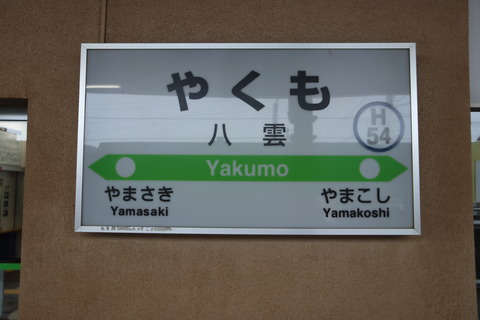 やくも
八雲
H
54
Yakumo
やまさき
Yamasaki
やまこし
Yamakoshi